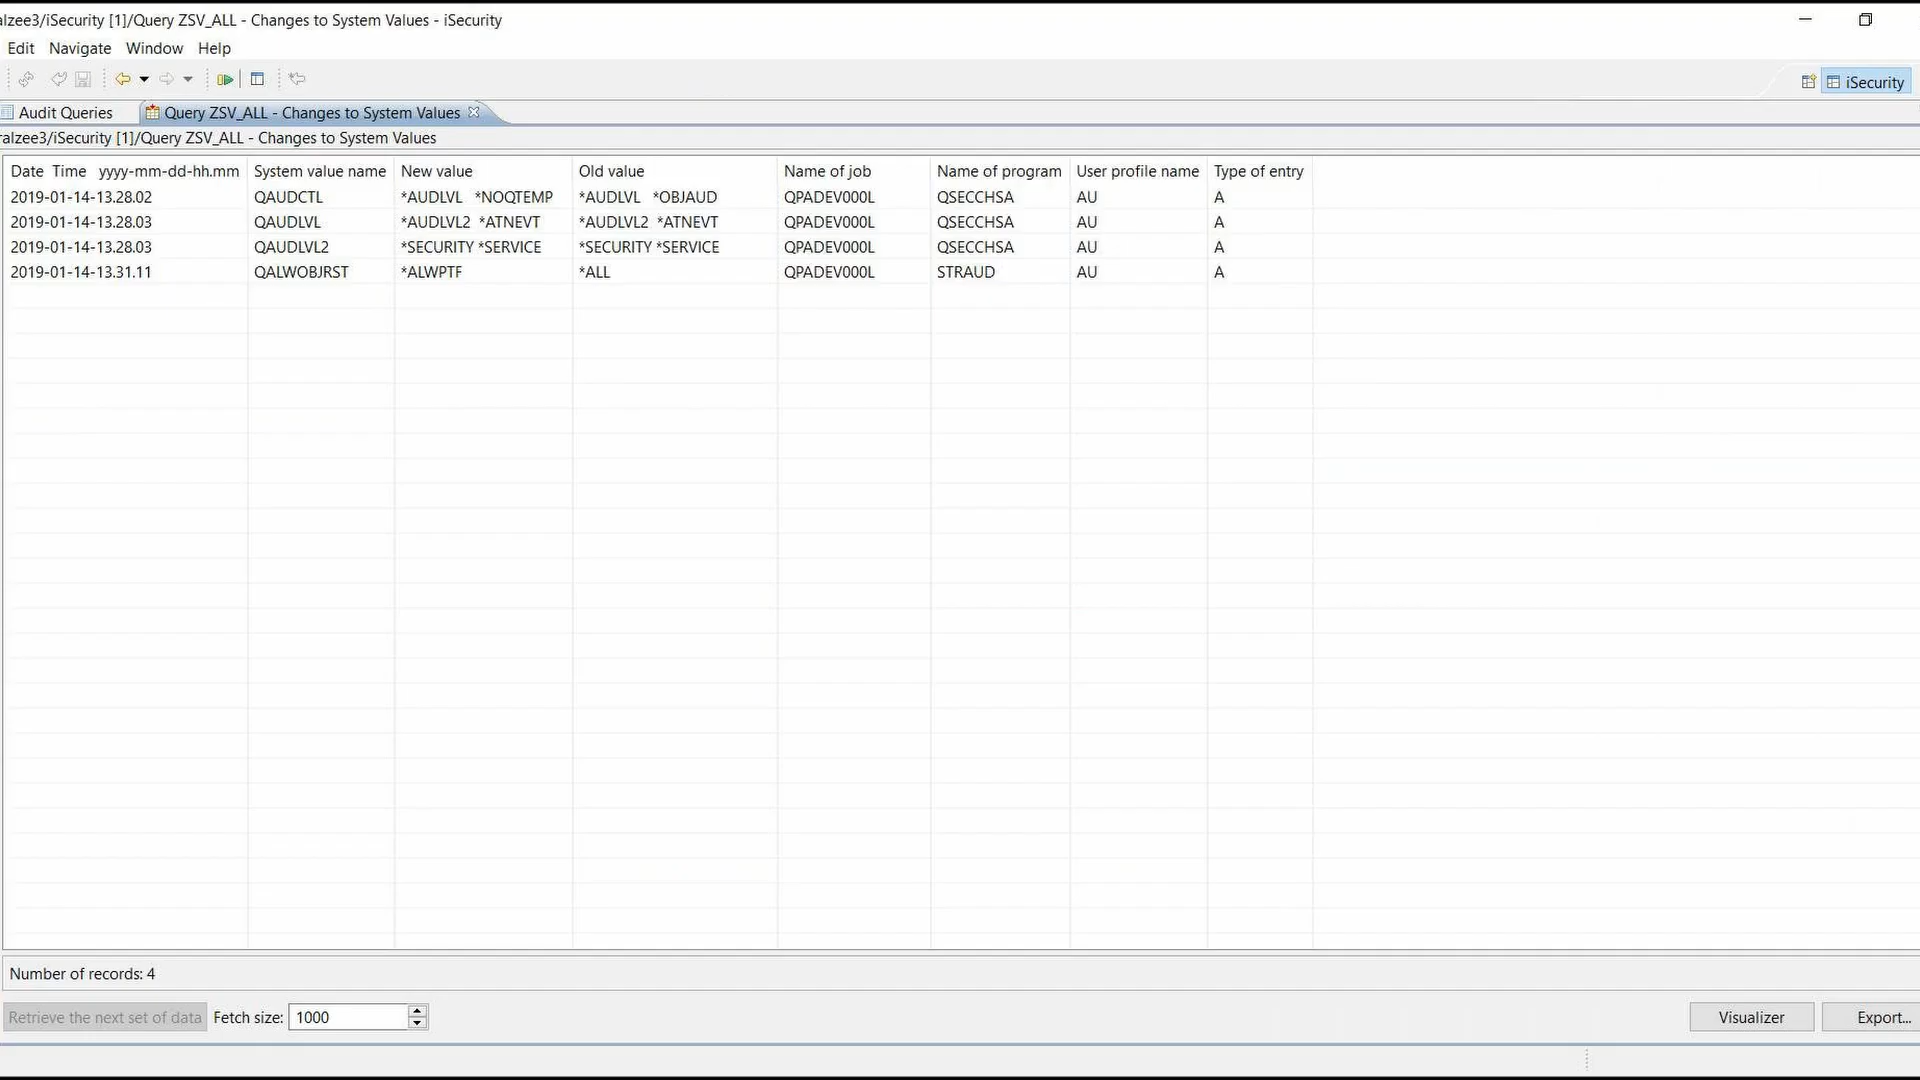 alzee3/iSecurity [1]/Query ZSV_ALL - Changes to System Values - iSecurity
Edit Navigate Window Help
iSecurity
Audit Queries Query ZSV_ALL - Changes to System Values
ralzee3/iSecurity [1]/Query ZSV_ALL - Changes to System Values
Date Time yyyy-mm-dd-hh.mm System value name New value Old value Name of job Name of program User profile name Type of entry
2019-01-14-13.28.02 QAUDCTL *AUDLVL *NOQTEMP *AUDLVL *OBJAUD QPADEV000L QSECCHSA AU A
2019-01-14-13.28.03 QAUDLVL *AUDLVL2 *ATNEVT *AUDLVL2 *ATNEVT QPADEV000L QSECCHSA AU A
2019-01-14-13.28.03 QAUDLVL2 *SECURITY *SERVICE *SECURITY *SERVICE QPADEV000L QSECCHSA AU A
2019-01-14-13.31.11 QALWOBJRST *ALWPTF *ALL QPADEV000L STRAUD AU A
Number of records: 4
Retrieve the next set of data Fetch size: 1000 Visualizer Export...